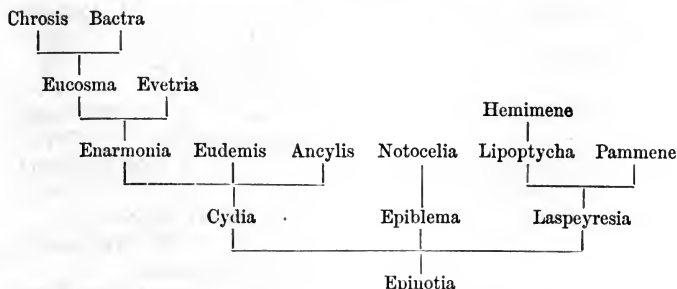 Chrosis Bactra
Eucosma Evetria
Hemimene
Enarmonia Eudemis Ancylis Notocelia Lipoptycha Pammene
Cydia Epiblema Laspeyresia
Epinotia